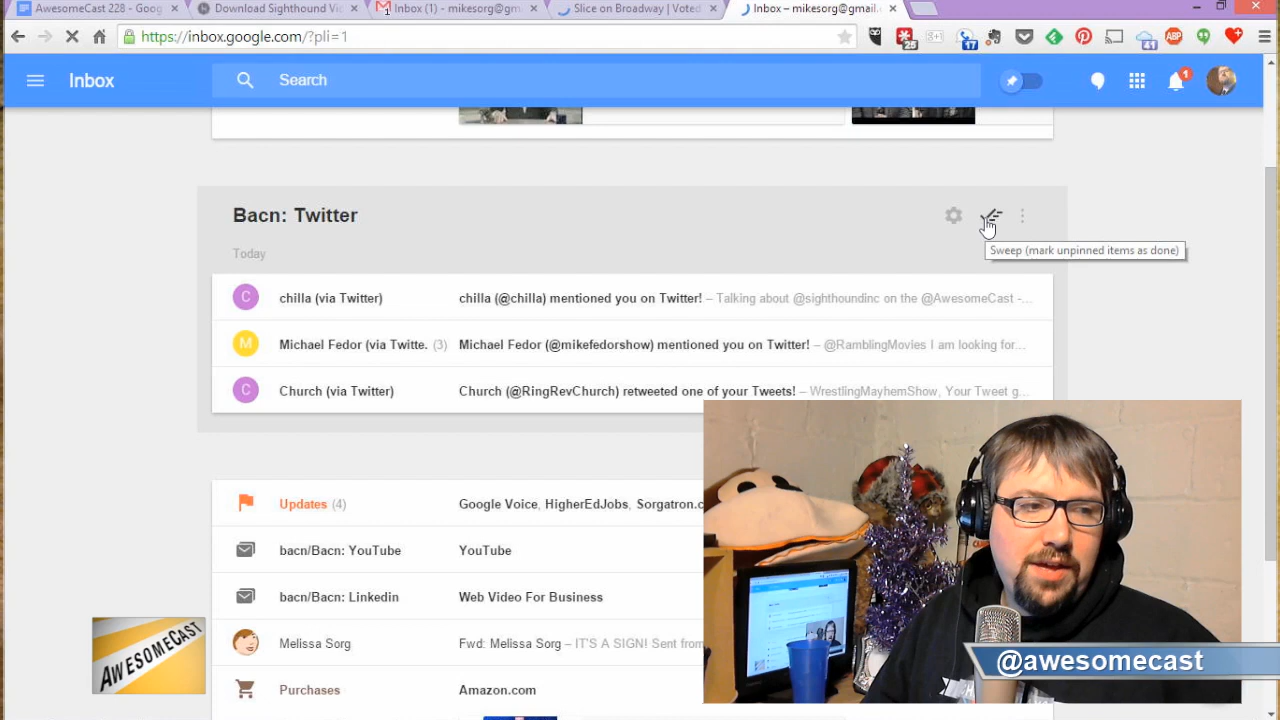 AwesomeCast 228 - Goog
Download Sighthound Vi
Inbox (1) - mikesorg@gm
Slice on Broadway | Voted
Inbox – mikesorg@gmail.
https://inbox.google.com/?pli=1
25
17
41
ABP
Inbox
Search
1
Bacn: Twitter
Sweep (mark unpinned items as done)
Today
C chilla (via Twitter) chilla (@chilla) mentioned you on Twitter! – Talking about @sighthoundinc on the @AwesomeCast -...
M Michael Fedor (via Twitte. (3) Michael Fedor (@mikefedorshow) mentioned you on Twitter! – @RamblingMovies I am looking for...
C Church (via Twitter) Church (@RingRevChurch) retweeted one of your Tweets! – WrestlingMayhemShow, Your Tweet g...
Updates (4) Google Voice, HigherEdJobs, Sorgatron.c
bacn/Bacn: YouTube YouTube
bacn/Bacn: Linkedin Web Video For Business
Melissa Sorg Fwd: Melissa Sorg – IT'S A SIGN! Sent from
Purchases Amazon.com
AWESOMECAST
@awesomecast